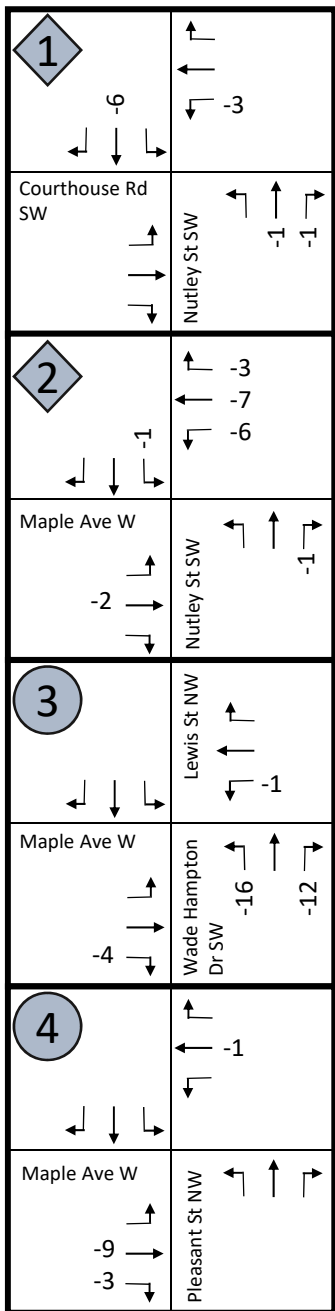 1
-6
-3
Courthouse Rd
SW
Nutley St SW
-1
-1
2
-1
-3
-7
-6
Maple Ave W
-2
Nutley St SW
-1
3
Lewis St NW
-1
Maple Ave W
-4
Wade Hampton
Dr SW
-16
-12
4
-1
Maple Ave W
-9
-3
Pleasant St NW